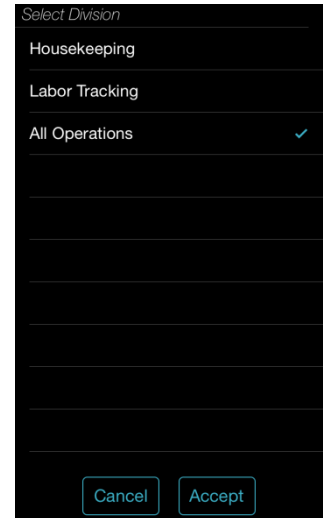 Select Division
Housekeeping
Labor Tracking
All Operations
Cancel Accept